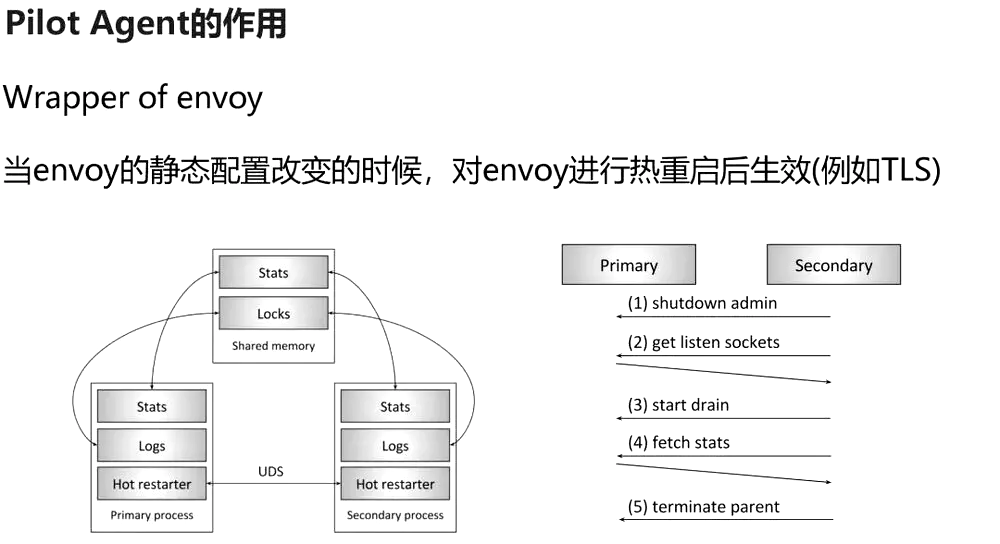 Pilot Agent的作用
Wrapper of envoy
当envoy的静态配置改变的时候，对envoy进行热重启后生效(例如TLS)
Stats
Locks
Shared memory
Stats
Logs
Hot restarter
Primary process
UDS
Stats
Logs
Hot restarter
Secondary process
Primary
Secondary
(1) shutdown admin
(2) get listen sockets
(3) start drain
(4) fetch stats
(5) terminate parent